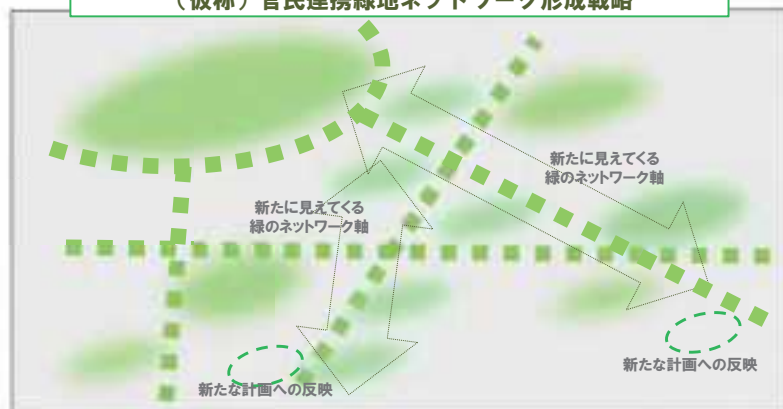 （仮称）官民連携緑地ネットワーク形成戦略
新たに見えてくる
緑のネットワーク軸
新たに見えてくる
緑のネットワーク軸
新たな計画への反映
新たな計画への反映